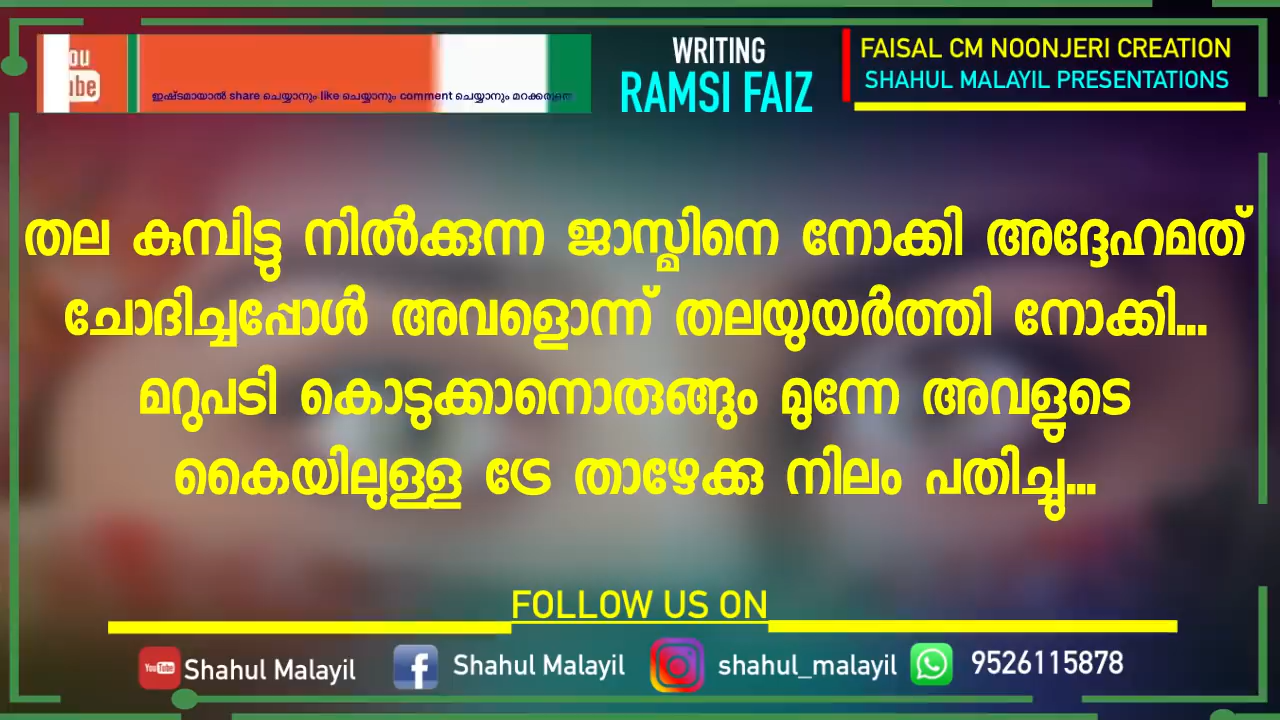 ഇഷ്ടമായാൽ share ചെയ്യാനും like ചെയ്യാനും comment ചെയ്യാനും മറക്കരുതേ
WRITING
RAMSI FAIZ
FAISAL CM NOONJERI CREATION
SHAHUL MALAYIL PRESENTATIONS
തല കുമ്പിട്ടു നിൽക്കുന്ന ജാസ്മിനെ നോക്കി അദ്ദേഹമത്
ചോദിച്ചപ്പോൾ അവളൊന്ന് തലയുയർത്തി നോക്കി...
മറുപടി കൊടുക്കാനൊരുങ്ങും മുന്നേ അവളുടെ
കൈയിലുള്ള ട്രേ താഴേക്കു നിലം പതിച്ചു...
FOLLOW US ON
YouTube Shahul Malayil f Shahul Malayil shahul_malayil 9526115878